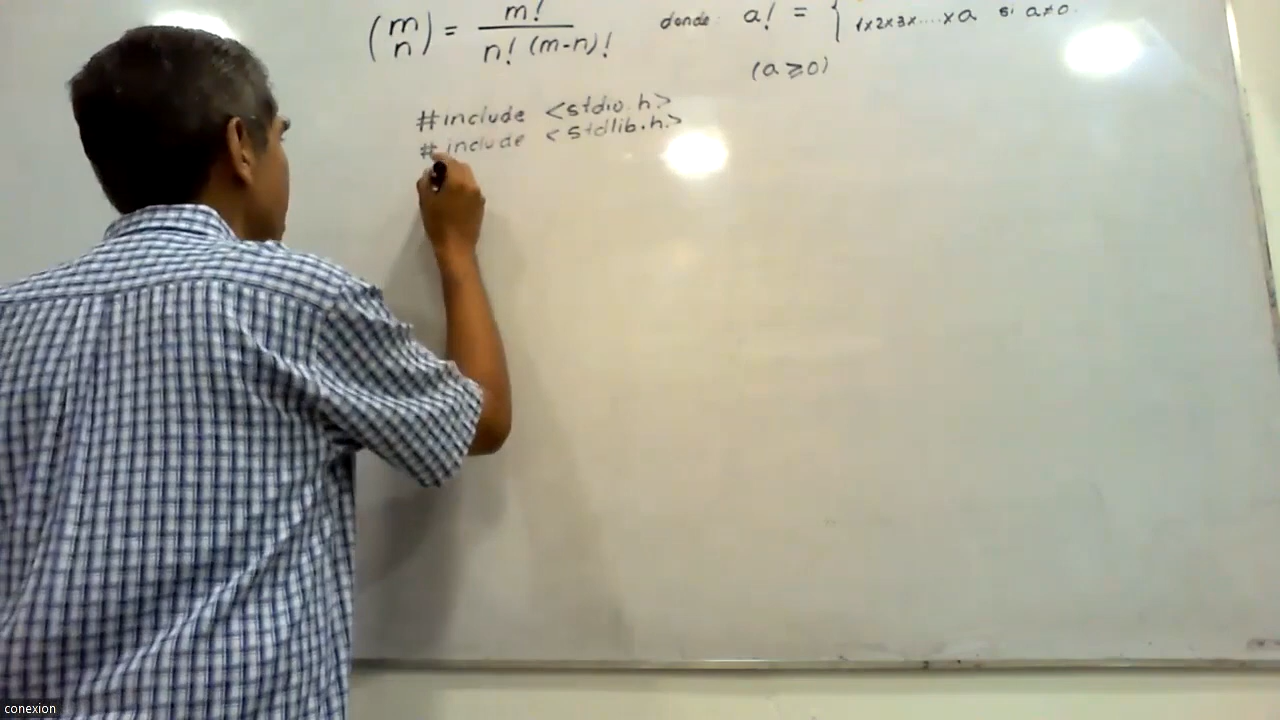 (m n) = m! / n! (m-n)! donde: a! = { 1x2x3x.....xa si a≠0.
(a ≥ 0)
#include <stdio.h>
#include <stdlib.h>
conexion